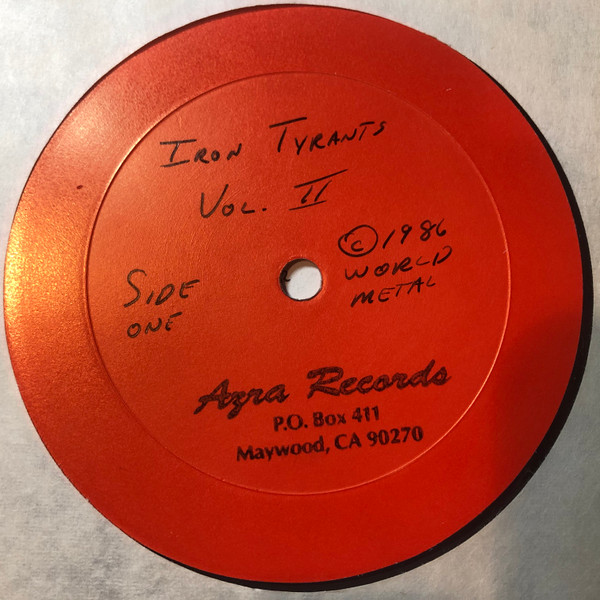 Iron Tyrants
Vol. II
© 1986
World
Metal
Side
One
Azra Records
P.O. Box 411
Maywood, CA 90270